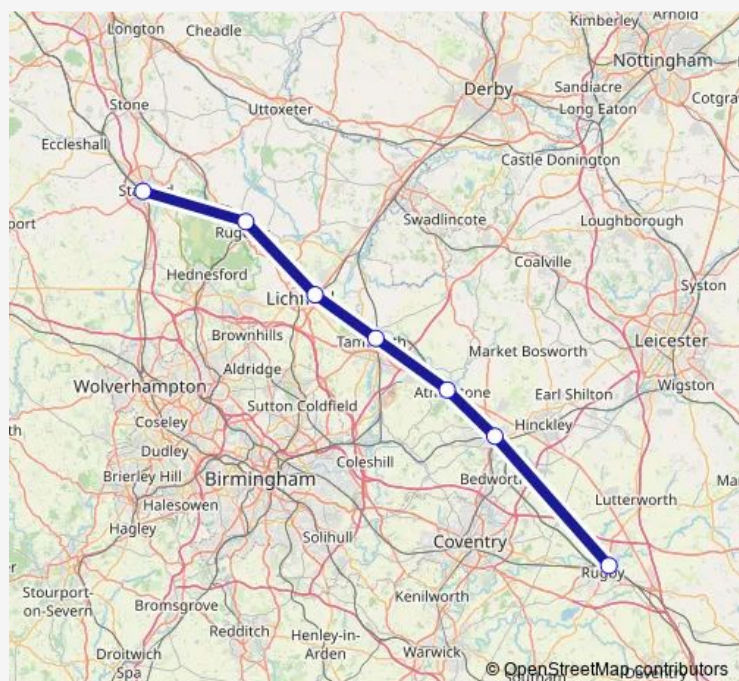 Longton
Cheadle
Kimberley
Arnold
Nottingham
Derby
Sandiacre
Long Eaton
Cotgra
Stone
Uttoxeter
Eccleshall
Castle Donington
Swadlincote
Loughborough
port
Coalville
Hednesford
Syston
Brownhills
Market Bosworth
Leicester
Aldridge
Wolverhampton
Wigston
Earl Shilton
Sutton Coldfield
Coseley
Hinckley
Dudley
Coleshill
Brierley Hill
Birmingham
Bedworth
Lutterworth
Halesowen
Hagley
Solihull
Coventry
Rugby
Stourport-
on-Severn
Bromsgrove
Kenilworth
Redditch
Henley-in-
Arden
Warwick
Droitwich
Spa
© OpenStreetMap contributors